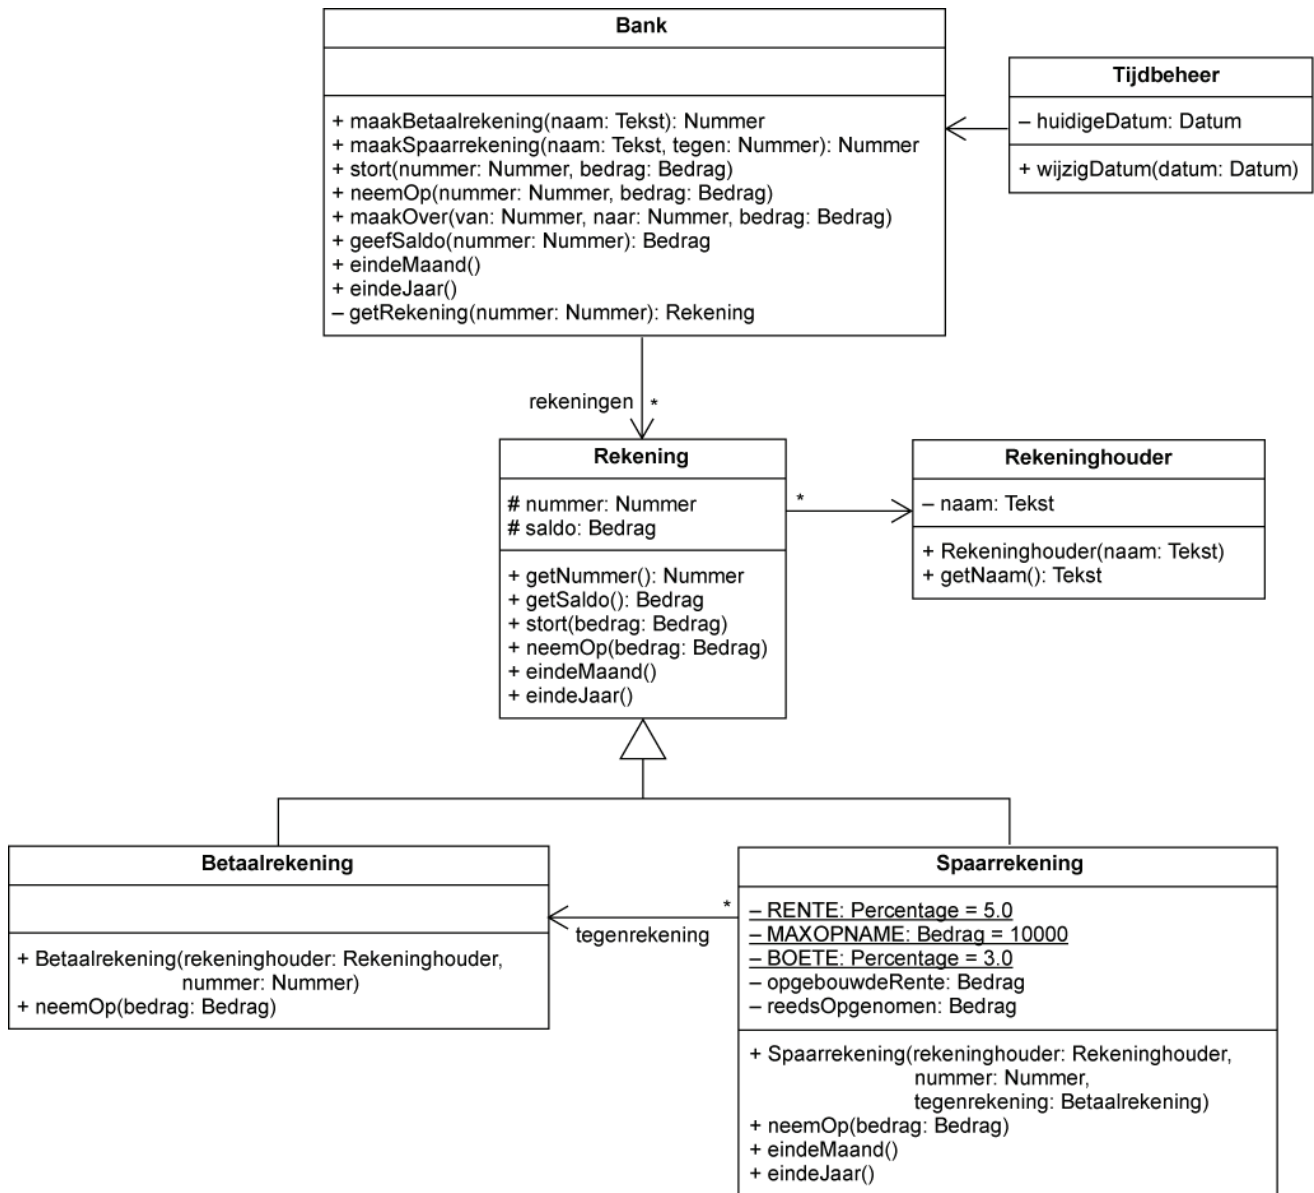 Bank
+ maakBetaalrekening(naam: Tekst): Nummer
+ maakSpaarrekening(naam: Tekst, tegen: Nummer): Nummer
+ stort(nummer: Nummer, bedrag: Bedrag)
+ neemOp(nummer: Nummer, bedrag: Bedrag)
+ maakOver(van: Nummer, naar: Nummer, bedrag: Bedrag)
+ geefSaldo(nummer: Nummer): Bedrag
+ eindeMaand()
+ eindeJaar()
– getRekening(nummer: Nummer): Rekening
Tijdbeheer
– huidigeDatum: Datum
+ wijzigDatum(datum: Datum)
rekeningen *
Rekening
# nummer: Nummer
# saldo: Bedrag
+ getNummer(): Nummer
+ getSaldo(): Bedrag
+ stort(bedrag: Bedrag)
+ neemOp(bedrag: Bedrag)
+ eindeMaand()
+ eindeJaar()
*
Rekeninghouder
– naam: Tekst
+ Rekeninghouder(naam: Tekst)
+ getNaam(): Tekst
Betaalrekening
+ Betaalrekening(rekeninghouder: Rekeninghouder,
nummer: Nummer)
+ neemOp(bedrag: Bedrag)
*
tegenrekening
Spaarrekening
– RENTE: Percentage = 5.0
– MAXOPNAME: Bedrag = 10000
– BOETE: Percentage = 3.0
– opgebouwdeRente: Bedrag
– reedsOpgenomen: Bedrag
+ Spaarrekening(rekeninghouder: Rekeninghouder,
nummer: Nummer,
tegenrekening: Betaalrekening)
+ neemOp(bedrag: Bedrag)
+ eindeMaand()
+ eindeJaar()